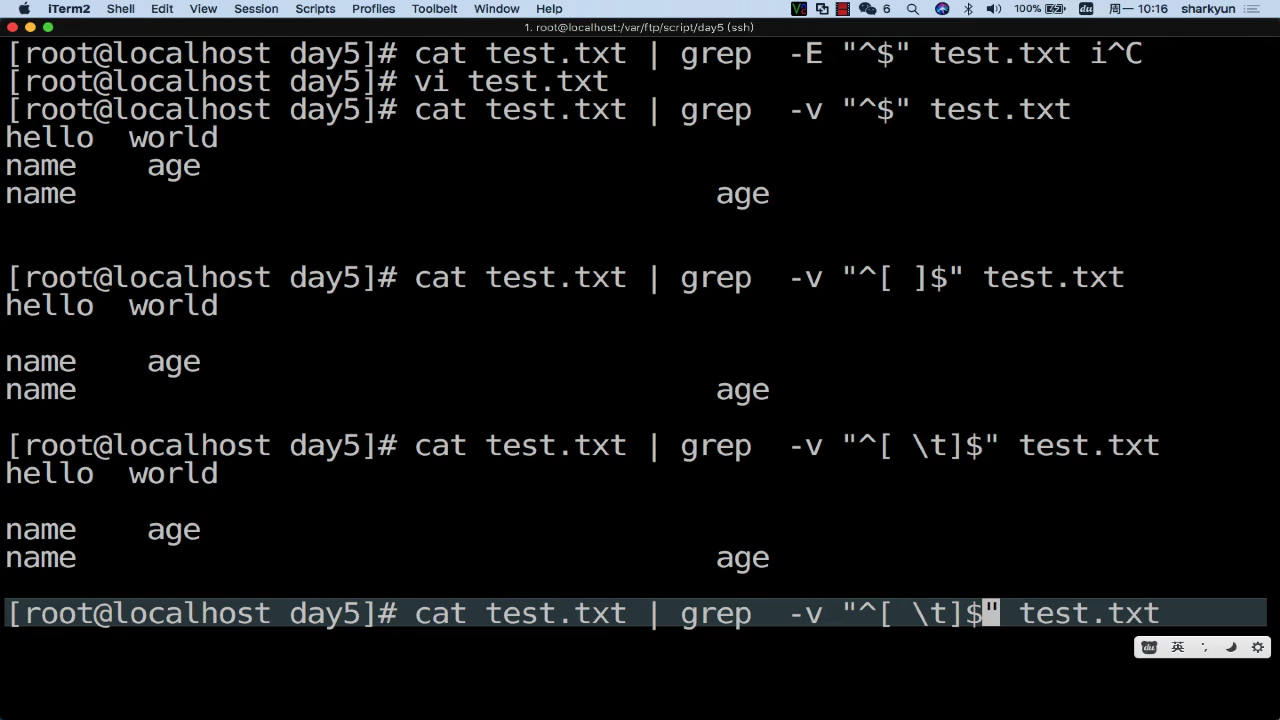 iTerm2 Shell Edit View Session Scripts Profiles Toolbelt Window Help 6 100% du 周一 10:16 sharkyun
1. root@localhost:/var/ftp/script/day5 (ssh)
[root@localhost day5]# cat test.txt | grep  -E "^$" test.txt i^C
[root@localhost day5]# vi test.txt
[root@localhost day5]# cat test.txt | grep  -v "^$" test.txt
hello  world
name    age
name                                    age
[root@localhost day5]# cat test.txt | grep  -v "^[ ]$" test.txt
hello  world
name    age
name                                    age
[root@localhost day5]# cat test.txt | grep  -v "^[ \t]$" test.txt
hello  world
name    age
name                                    age
[root@localhost day5]# cat test.txt | grep  -v "^[ \t]$" test.txt
du 英